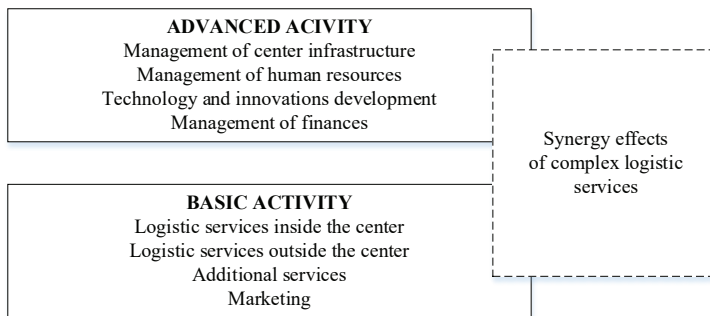 ADVANCED ACIVITY
Management of center infrastructure
Management of human resources
Technology and innovations development
Management of finances
Synergy effects
of complex logistic
services
BASIC ACTIVITY
Logistic services inside the center
Logistic services outside the center
Additional services
Marketing